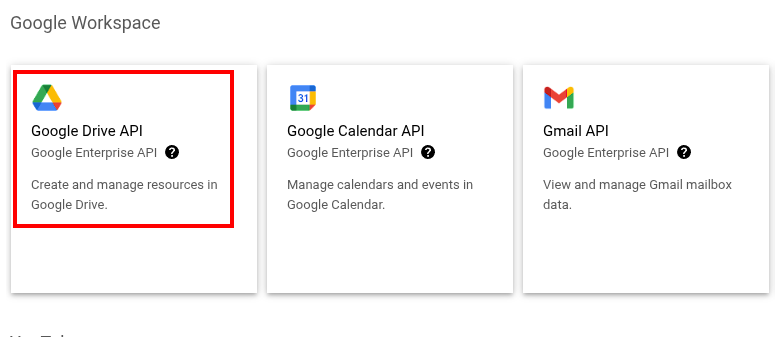 Google Workspace
31
Google Drive API
Google Enterprise API ?
Create and manage resources in
Google Drive.
Google Calendar API
Google Enterprise API ?
Manage calendars and events in
Google Calendar.
Gmail API
Google Enterprise API ?
View and manage Gmail mailbox
data.